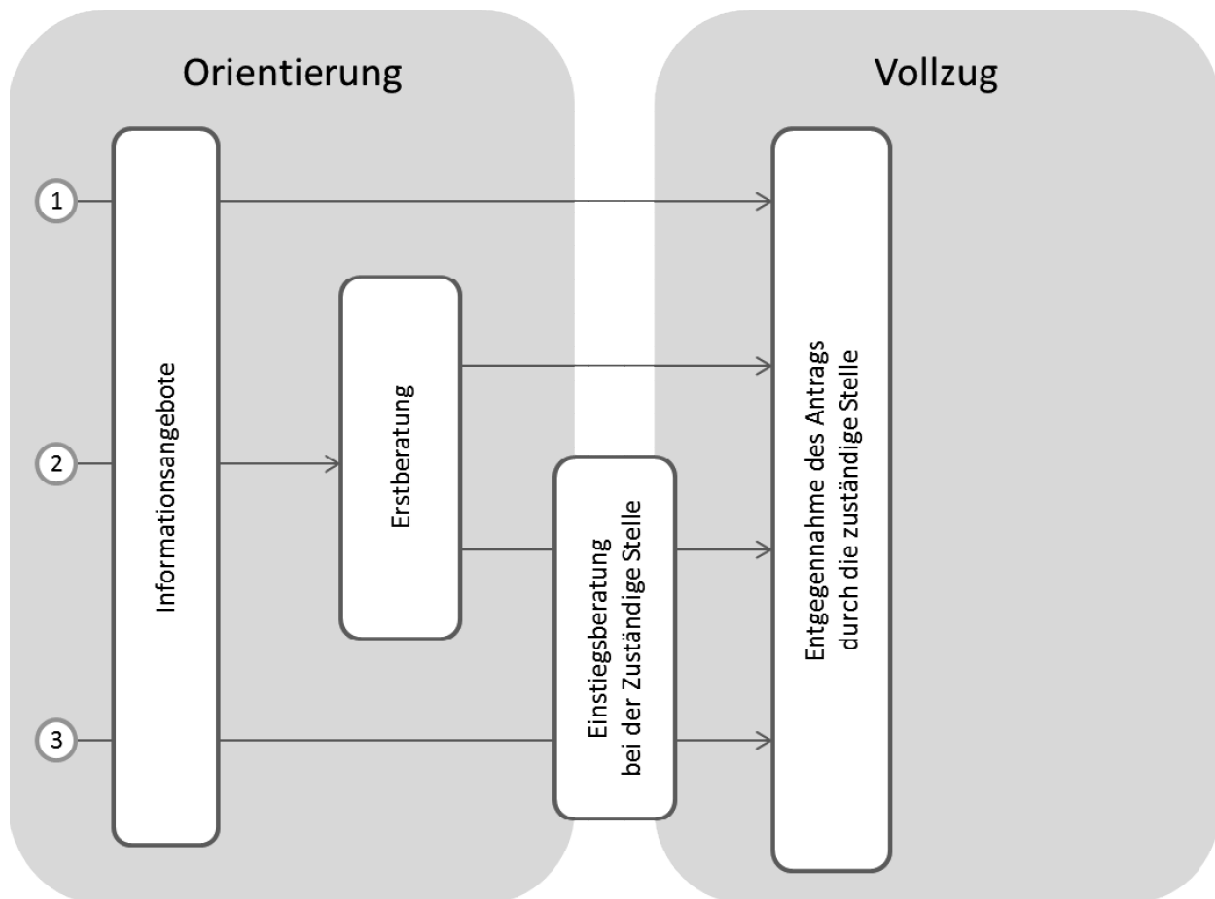 Orientierung
Vollzug
1
2
3
Informationsangebote
Erstberatung
Einstiegsberatung
bei der Zuständige Stelle
Entgegennahme des Antrags
durch die zuständige Stelle